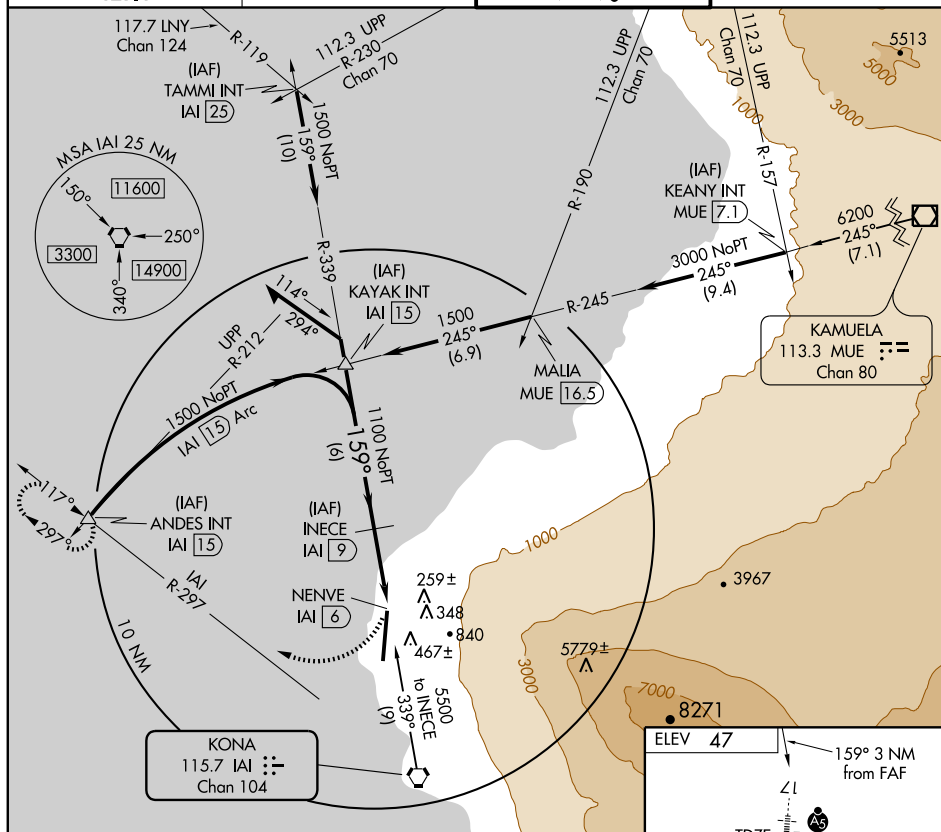 117.7 LNY
Chan 124
R-119
112.3 UPP
R-230
Chan 70
(IAF)
TAMMI INT
IAI 25
1500 NoPT
159°
(10)
112.3 UPP
Chan 70
R-190
112.3 UPP
Chan 70
R-157
5513
5000
3000
1000
MSA IAI 25 NM
150°
11600
250°
3300
14900
340°
(IAF)
KEANY INT
MUE 7.1
6200
245°
(7.1)
3000 NoPT
245°
(9.4)
R-339
(IAF)
KAYAK INT
IAI 15
R-245
114°
294°
1500
245°
(6.9)
KAMUELA
113.3 MUE
Chan 80
UPP
R-212
MALIA
MUE 16.5
1500 NoPT
IAI 15 Arc
1100 NoPT
159°
(6)
117°
297°
(IAF)
ANDES INT
IAI 15
(IAF)
INECE
IAI 9
1000
IAI
R-297
NENVE
IAI 6
259±
348
840
467±
3967
5779±
10 NM
3000
7000
8271
5500
to INECE
339°
(9)
KONA
115.7 IAI
Chan 104
ELEV 47
159° 3 NM
from FAF
17
A5